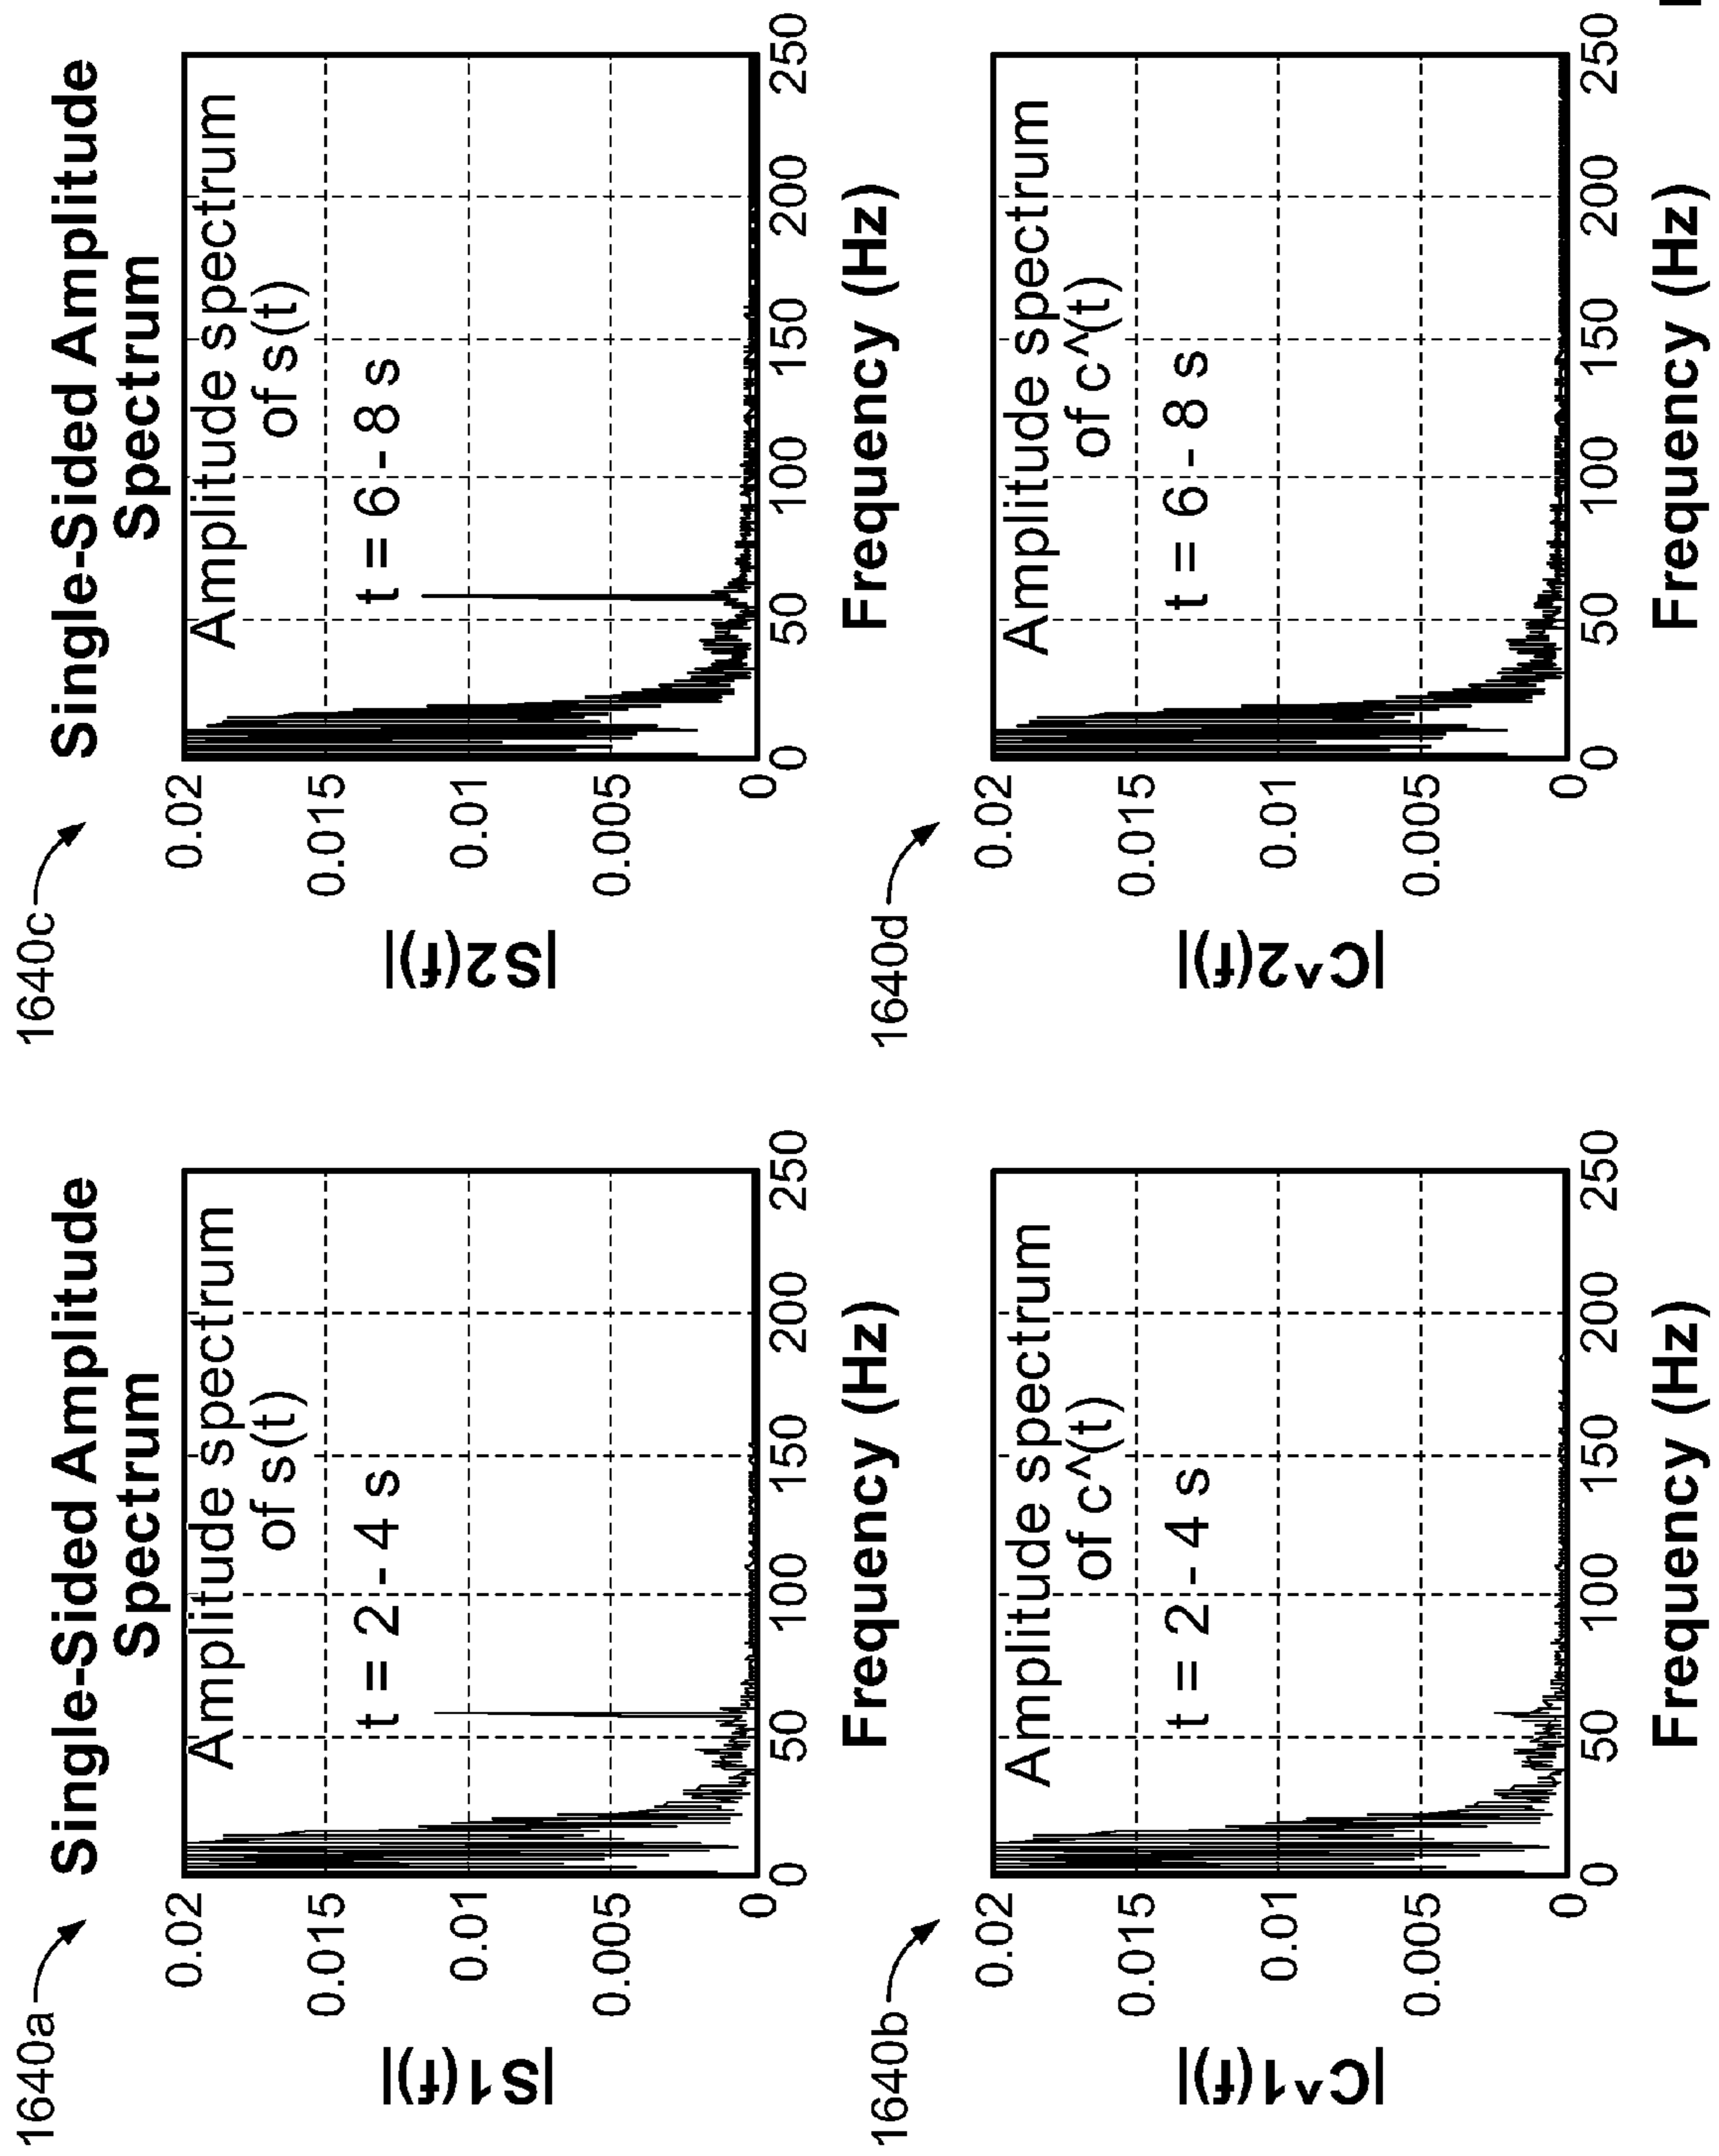 1640a
Single-Sided Amplitude
Spectrum
Amplitude spectrum
of s(t)
t = 2 - 4 s
|S1(f)|
0.02
0.015
0.01
0.005
0
0 50 100 150 200 250
Frequency (Hz)
1640c
Single-Sided Amplitude
Spectrum
Amplitude spectrum
of s(t)
t = 6 - 8 s
|S2(f)|
0.02
0.015
0.01
0.005
0
0 50 100 150 200 250
Frequency (Hz)
1640b
Amplitude spectrum
of c^(t)
t = 2 - 4 s
|C^1(f)|
0.02
0.015
0.01
0.005
0
0 50 100 150 200 250
Frequency (Hz)
1640d
Amplitude spectrum
of c^(t)
t = 6 - 8 s
|C^2(f)|
0.02
0.015
0.01
0.005
0
0 50 100 150 200 250
Frequency (Hz)